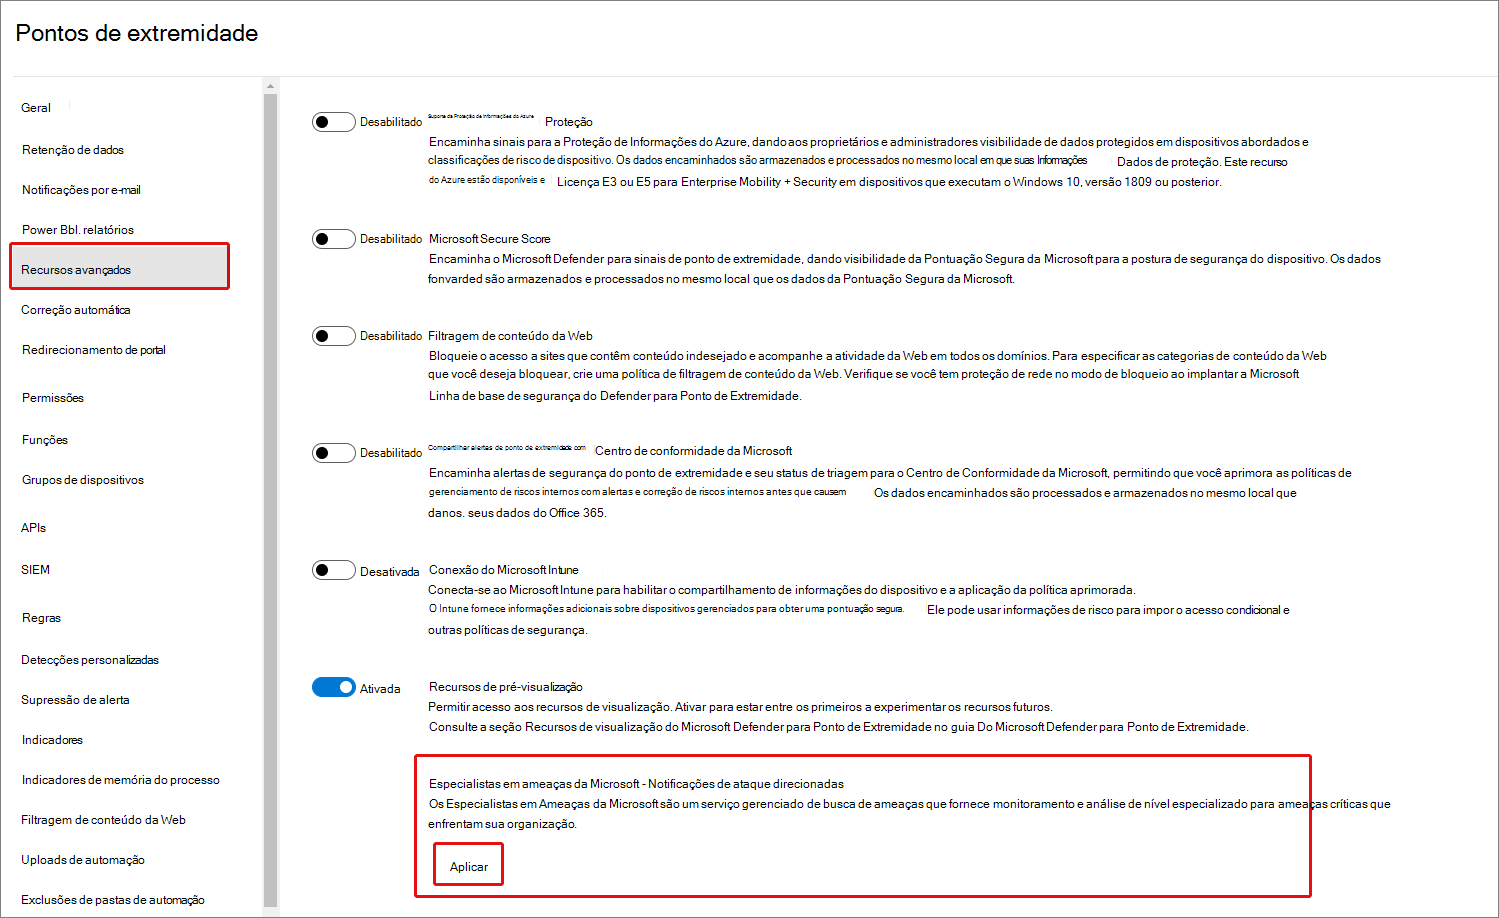 Pontos de extremidade
Geral
Retenção de dados
Notificações por e-mail
Power Bbl. relatórios
Recursos avançados
Correção automática
Redirecionamento de portal
Permissões
Funções
Grupos de dispositivos
APIs
SIEM
Regras
Detecções personalizadas
Supressão de alerta
Indicadores
Indicadores de memória do processo
Filtragem de conteúdo da Web
Uploads de automação
Exclusões de pastas de automação
Desabilitado Suporte da Proteção de Informações do Azure Proteção
Encaminha sinais para a Proteção de Informações do Azure, dando aos proprietários e administradores visibilidade de dados protegidos em dispositivos abordados e
classificações de risco de dispositivo. Os dados encaminhados são armazenados e processados no mesmo local em que suas Informações Dados de proteção. Este recurso
do Azure estão disponíveis e Licença E3 ou E5 para Enterprise Mobility + Security em dispositivos que executam o Windows 10, versão 1809 ou posterior.
Desabilitado Microsoft Secure Score
Encaminha o Microsoft Defender para sinais de ponto de extremidade, dando visibilidade da Pontuação Segura da Microsoft para a postura de segurança do dispositivo. Os dados
fonvarded são armazenados e processados no mesmo local que os dados da Pontuação Segura da Microsoft.
Desabilitado Filtragem de conteúdo da Web
Bloqueie o acesso a sites que contêm conteúdo indesejado e acompanhe a atividade da Web em todos os domínios. Para especificar as categorias de conteúdo da Web
que você deseja bloquear, crie uma política de filtragem de conteúdo da Web. Verifique se você tem proteção de rede no modo de bloqueio ao implantar a Microsoft
Linha de base de segurança do Defender para Ponto de Extremidade.
Desabilitado Compartilhar alertas de ponto de extremidade com Centro de conformidade da Microsoft
Encaminha alertas de segurança do ponto de extremidade e seu status de triagem para o Centro de Conformidade da Microsoft, permitindo que você aprimora as políticas de
gerenciamento de riscos internos com alertas e correção de riscos internos antes que causem Os dados encaminhados são processados e armazenados no mesmo local que
danos. seus dados do Office 365.
Desativada Conexão do Microsoft Intune
Conecta-se ao Microsoft Intune para habilitar o compartilhamento de informações do dispositivo e a aplicação da política aprimorada.
O Intune fornece informações adicionais sobre dispositivos gerenciados para obter uma pontuação segura. Ele pode usar informações de risco para impor o acesso condicional e
outras políticas de segurança.
Ativada Recursos de pré-visualização
Permitir acesso aos recursos de visualização. Ativar para estar entre os primeiros a experimentar os recursos futuros.
Consulte a seção Recursos de visualização do Microsoft Defender para Ponto de Extremidade no guia Do Microsoft Defender para Ponto de Extremidade.
Especialistas em ameaças da Microsoft - Notificações de ataque direcionadas
Os Especialistas em Ameaças da Microsoft são um serviço gerenciado de busca de ameaças que fornece monitoramento e análise de nível especializado para ameaças críticas que
enfrentam sua organização.
Aplicar